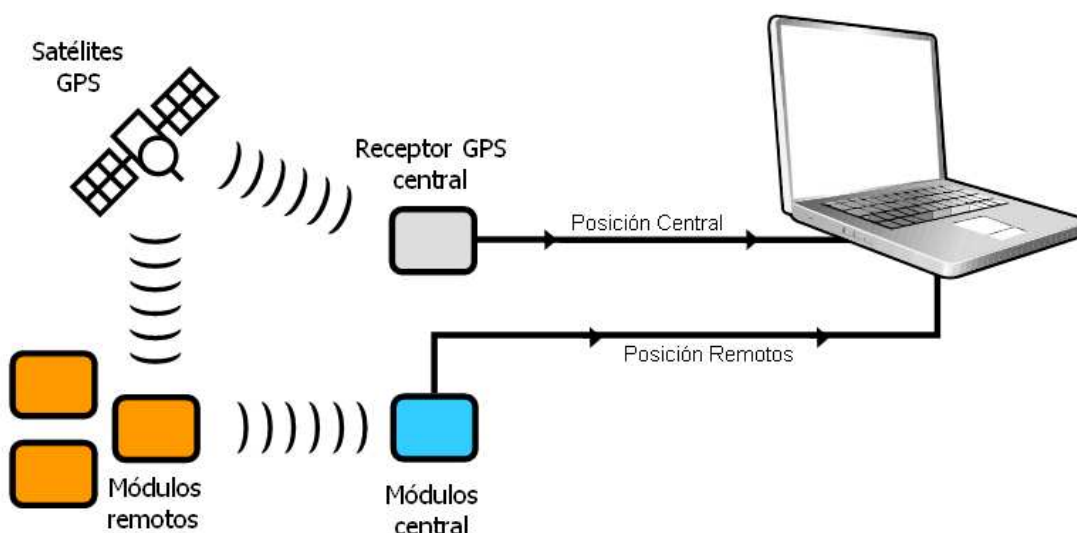 Satélites
GPS
Receptor GPS
central
Posición Central
Posición Remotos
Módulos
remotos
Módulos
central